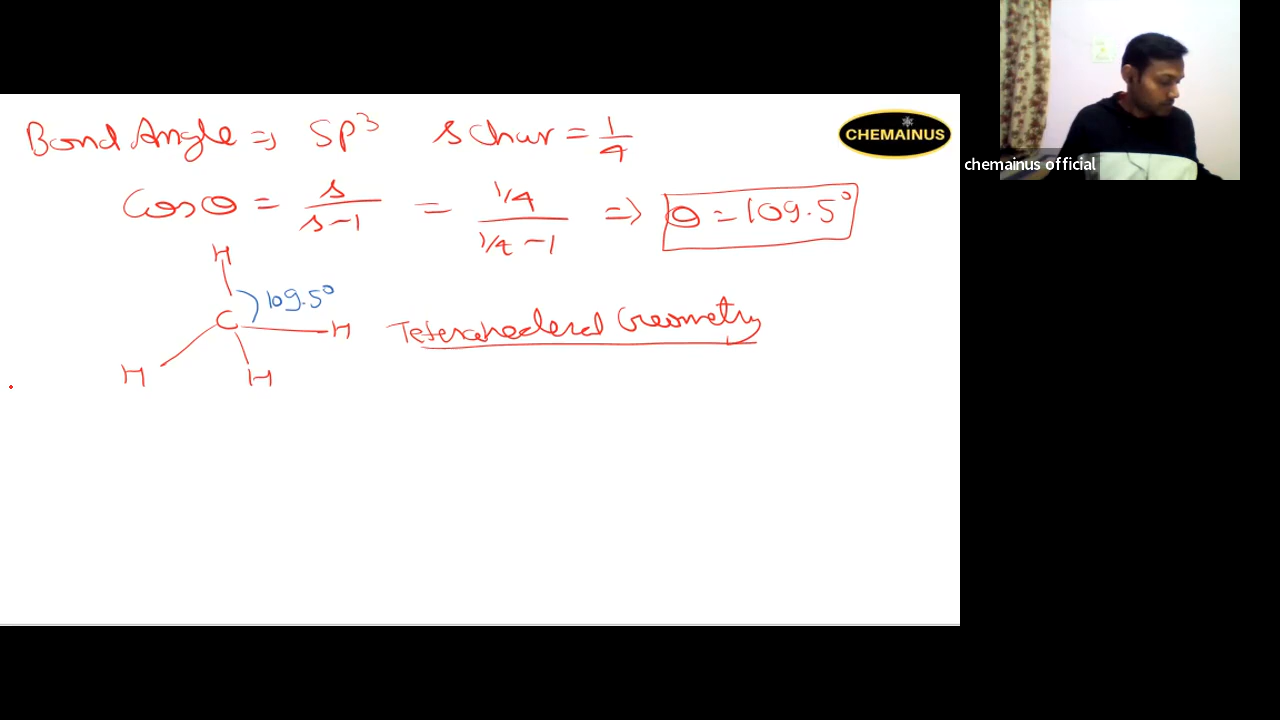 Bond Angle ⇒ SP³ s Char = 1/4
CHEMAINUS
chemainus official
Cosθ = s/(s-1) = (1/4)/(1/4 -1) ⇒ θ = 109.5°
H
109.5°
C H
H H
Teterahederal Geometry